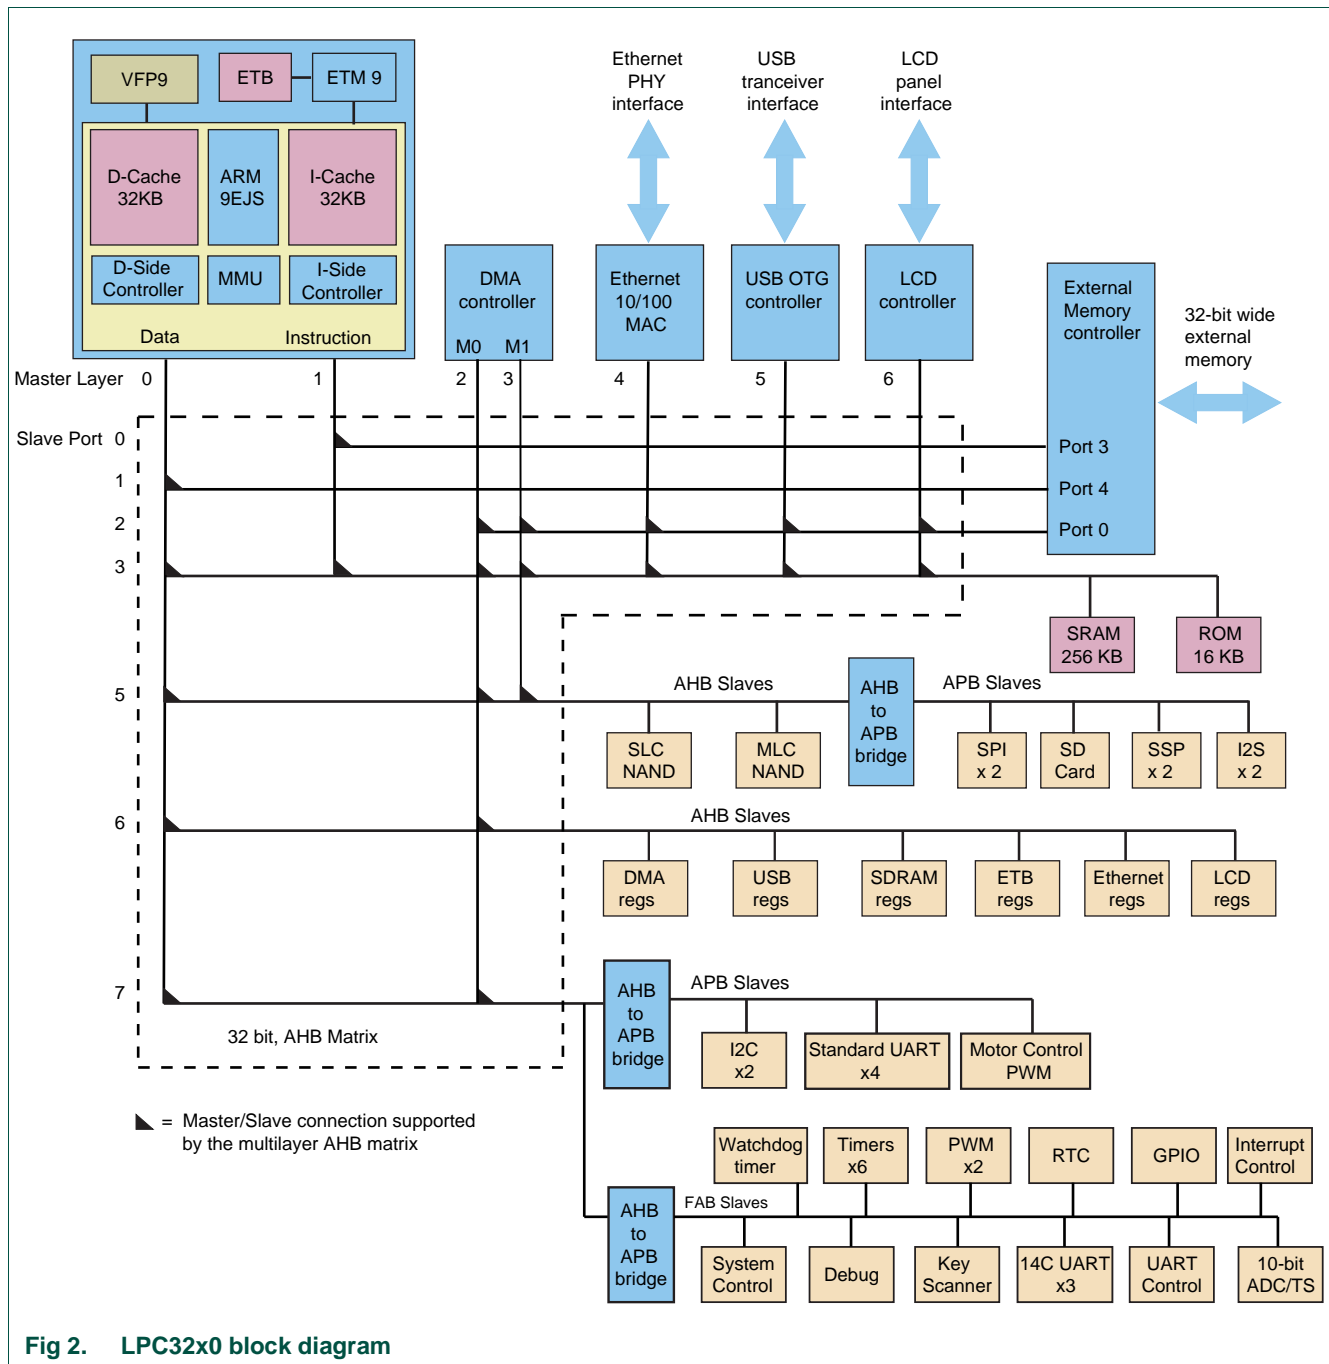 VFP9
ETB
ETM 9
D-Cache
32KB
ARM
9EJS
I-Cache
32KB
D-Side
Controller
MMU
I-Side
Controller
Data
Instruction
Ethernet
PHY
interface
USB
tranceiver
interface
LCD
panel
interface
DMA
controller
M0
M1
Ethernet
10/100
MAC
USB OTG
controller
LCD
controller
External
Memory
controller
32-bit wide
external
memory
Master Layer
0
1
2
3
4
5
6
Slave Port
0
Port 3
1
Port 4
2
Port 0
3
SRAM
256 KB
ROM
16 KB
5
AHB Slaves
AHB
to
APB
bridge
APB Slaves
SLC
NAND
MLC
NAND
SPI
x 2
SD
Card
SSP
x 2
I2S
x 2
6
AHB Slaves
DMA
regs
USB
regs
SDRAM
regs
ETB
regs
Ethernet
regs
LCD
regs
7
AHB
to
APB
bridge
APB Slaves
I2C
x2
Standard UART
x4
Motor Control
PWM
32 bit, AHB Matrix
= Master/Slave connection supported
by the multilayer AHB matrix
Watchdog
timer
Timers
x6
PWM
x2
RTC
GPIO
Interrupt
Control
AHB
to
APB
bridge
FAB Slaves
System
Control
Debug
Key
Scanner
14C UART
x3
UART
Control
10-bit
ADC/TS
Fig 2. LPC32x0 block diagram